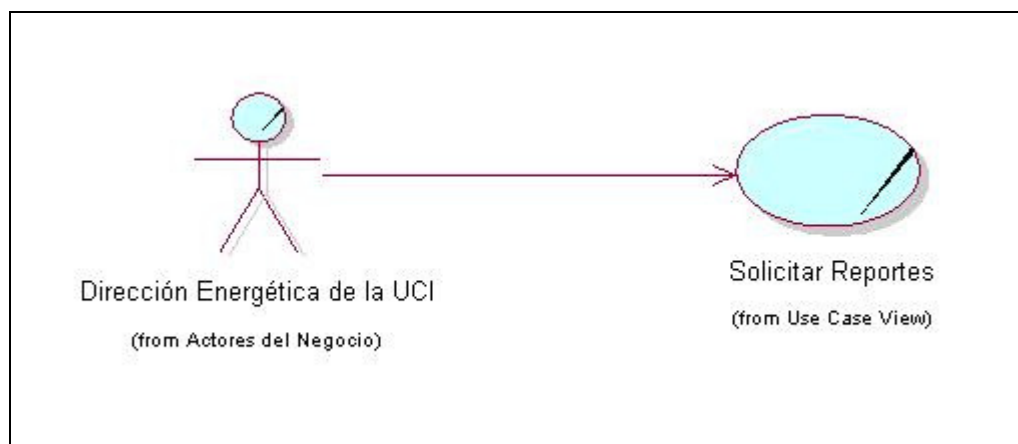 Dirección Energética de la UCI
(from Actores del Negocio)
Solicitar Reportes
(from Use Case View)